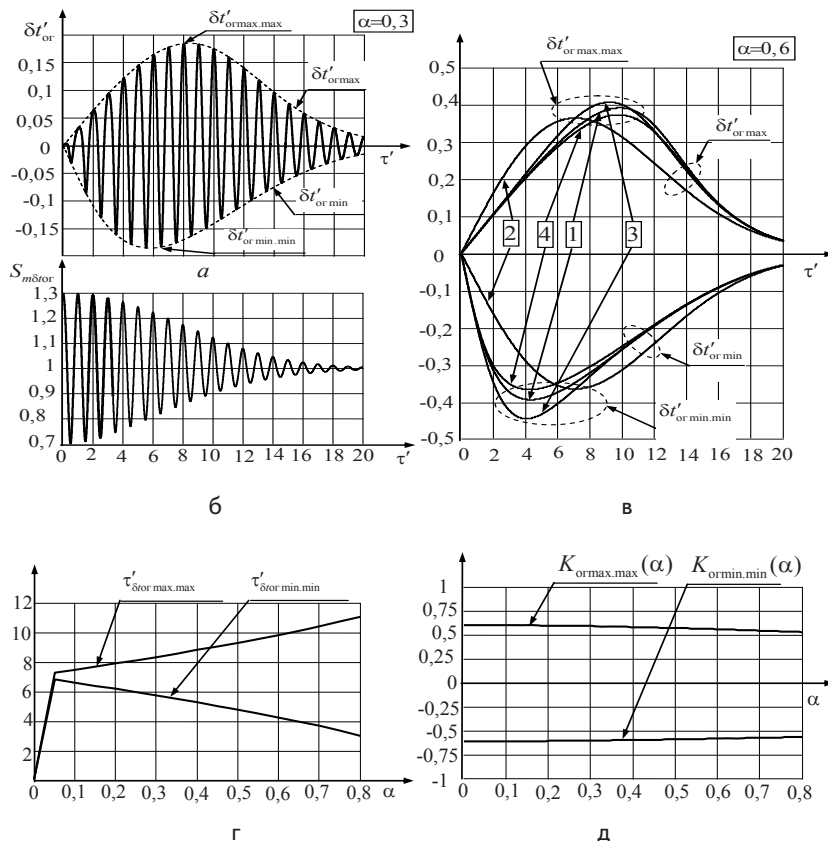 δt′ог
δt′огmax.max
α=0,3
0,15
0,1
0,05
0
-0,05
-0,1
-0,15
δt′огmax
τ′
δt′ог min
δt′ог min.min
а
Smδtог
1,3
1,2
1,1
1
0,9
0,8
0,7
0 2 4 6 8 10 12 14 16 18 20
τ′
б
α=0,6
δt′ог max.max
δt′ог max
0,5
0,4
0,3
0,2
0,1
0
-0,1
-0,2
-0,3
-0,4
-0,5
2 4 1 3
τ′
δt′ог min
δt′ог min.min
0 2 4 6 8 10 12 14 16 18 20
в
τ′δtог max.max
τ′δtог min.min
12
10
8
6
4
2
0 0,1 0,2 0,3 0,4 0,5 0,6 0,7 0,8
α
г
Kогmax.max(α)
Kогmin.min(α)
1
0,75
0,5
0,25
0
-0,25
-0,5
-0,75
-1
α
0 0,1 0,2 0,3 0,4 0,5 0,6 0,7 0,8
д